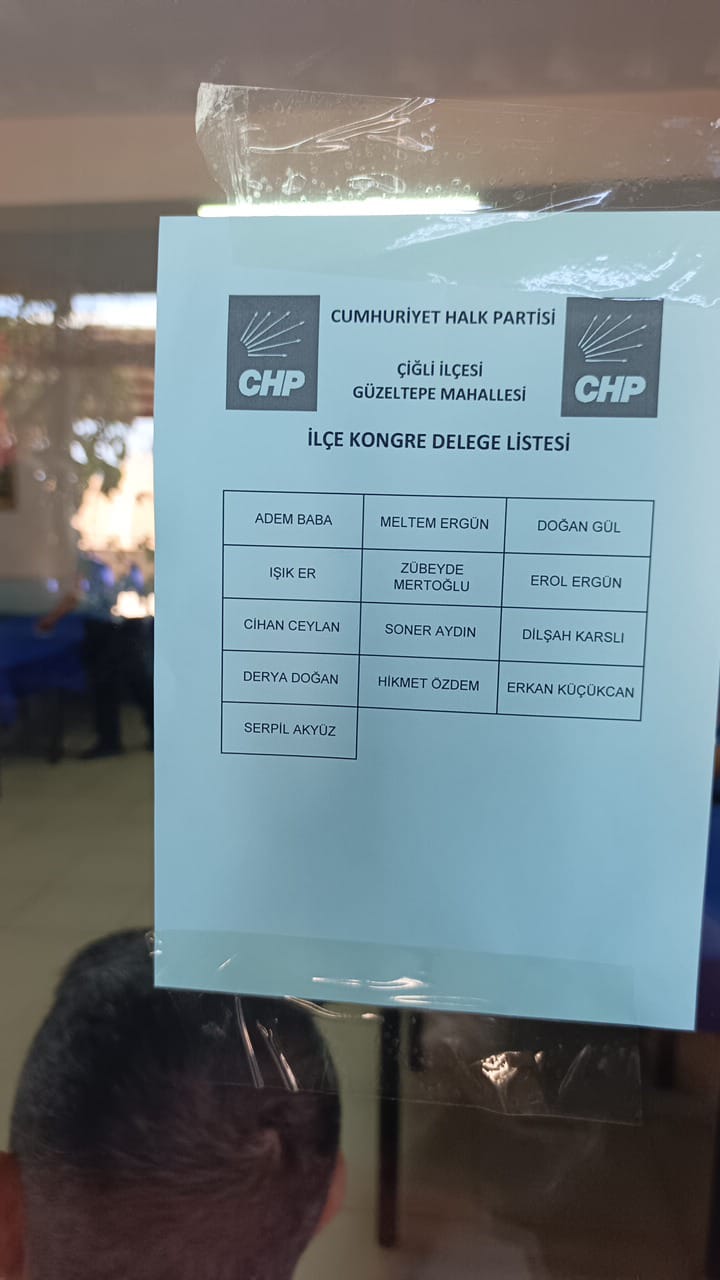 CHP
CUMHURİYET HALK PARTİSİ
CHP
ÇİĞLİ İLÇESİ
GÜZELTEPE MAHALLESİ
İLÇE KONGRE DELEGE LİSTESİ
ADEM BABA
MELTEM ERGÜN
DOĞAN GÜL
IŞIK ER
ZÜBEYDE
MERTOĞLU
EROL ERGÜN
CİHAN CEYLAN
SONER AYDIN
DİLŞAH KARSLI
DERYA DOĞAN
HİKMET ÖZDEM
ERKAN KÜÇÜKCAN
SERPİL AKYÜZ